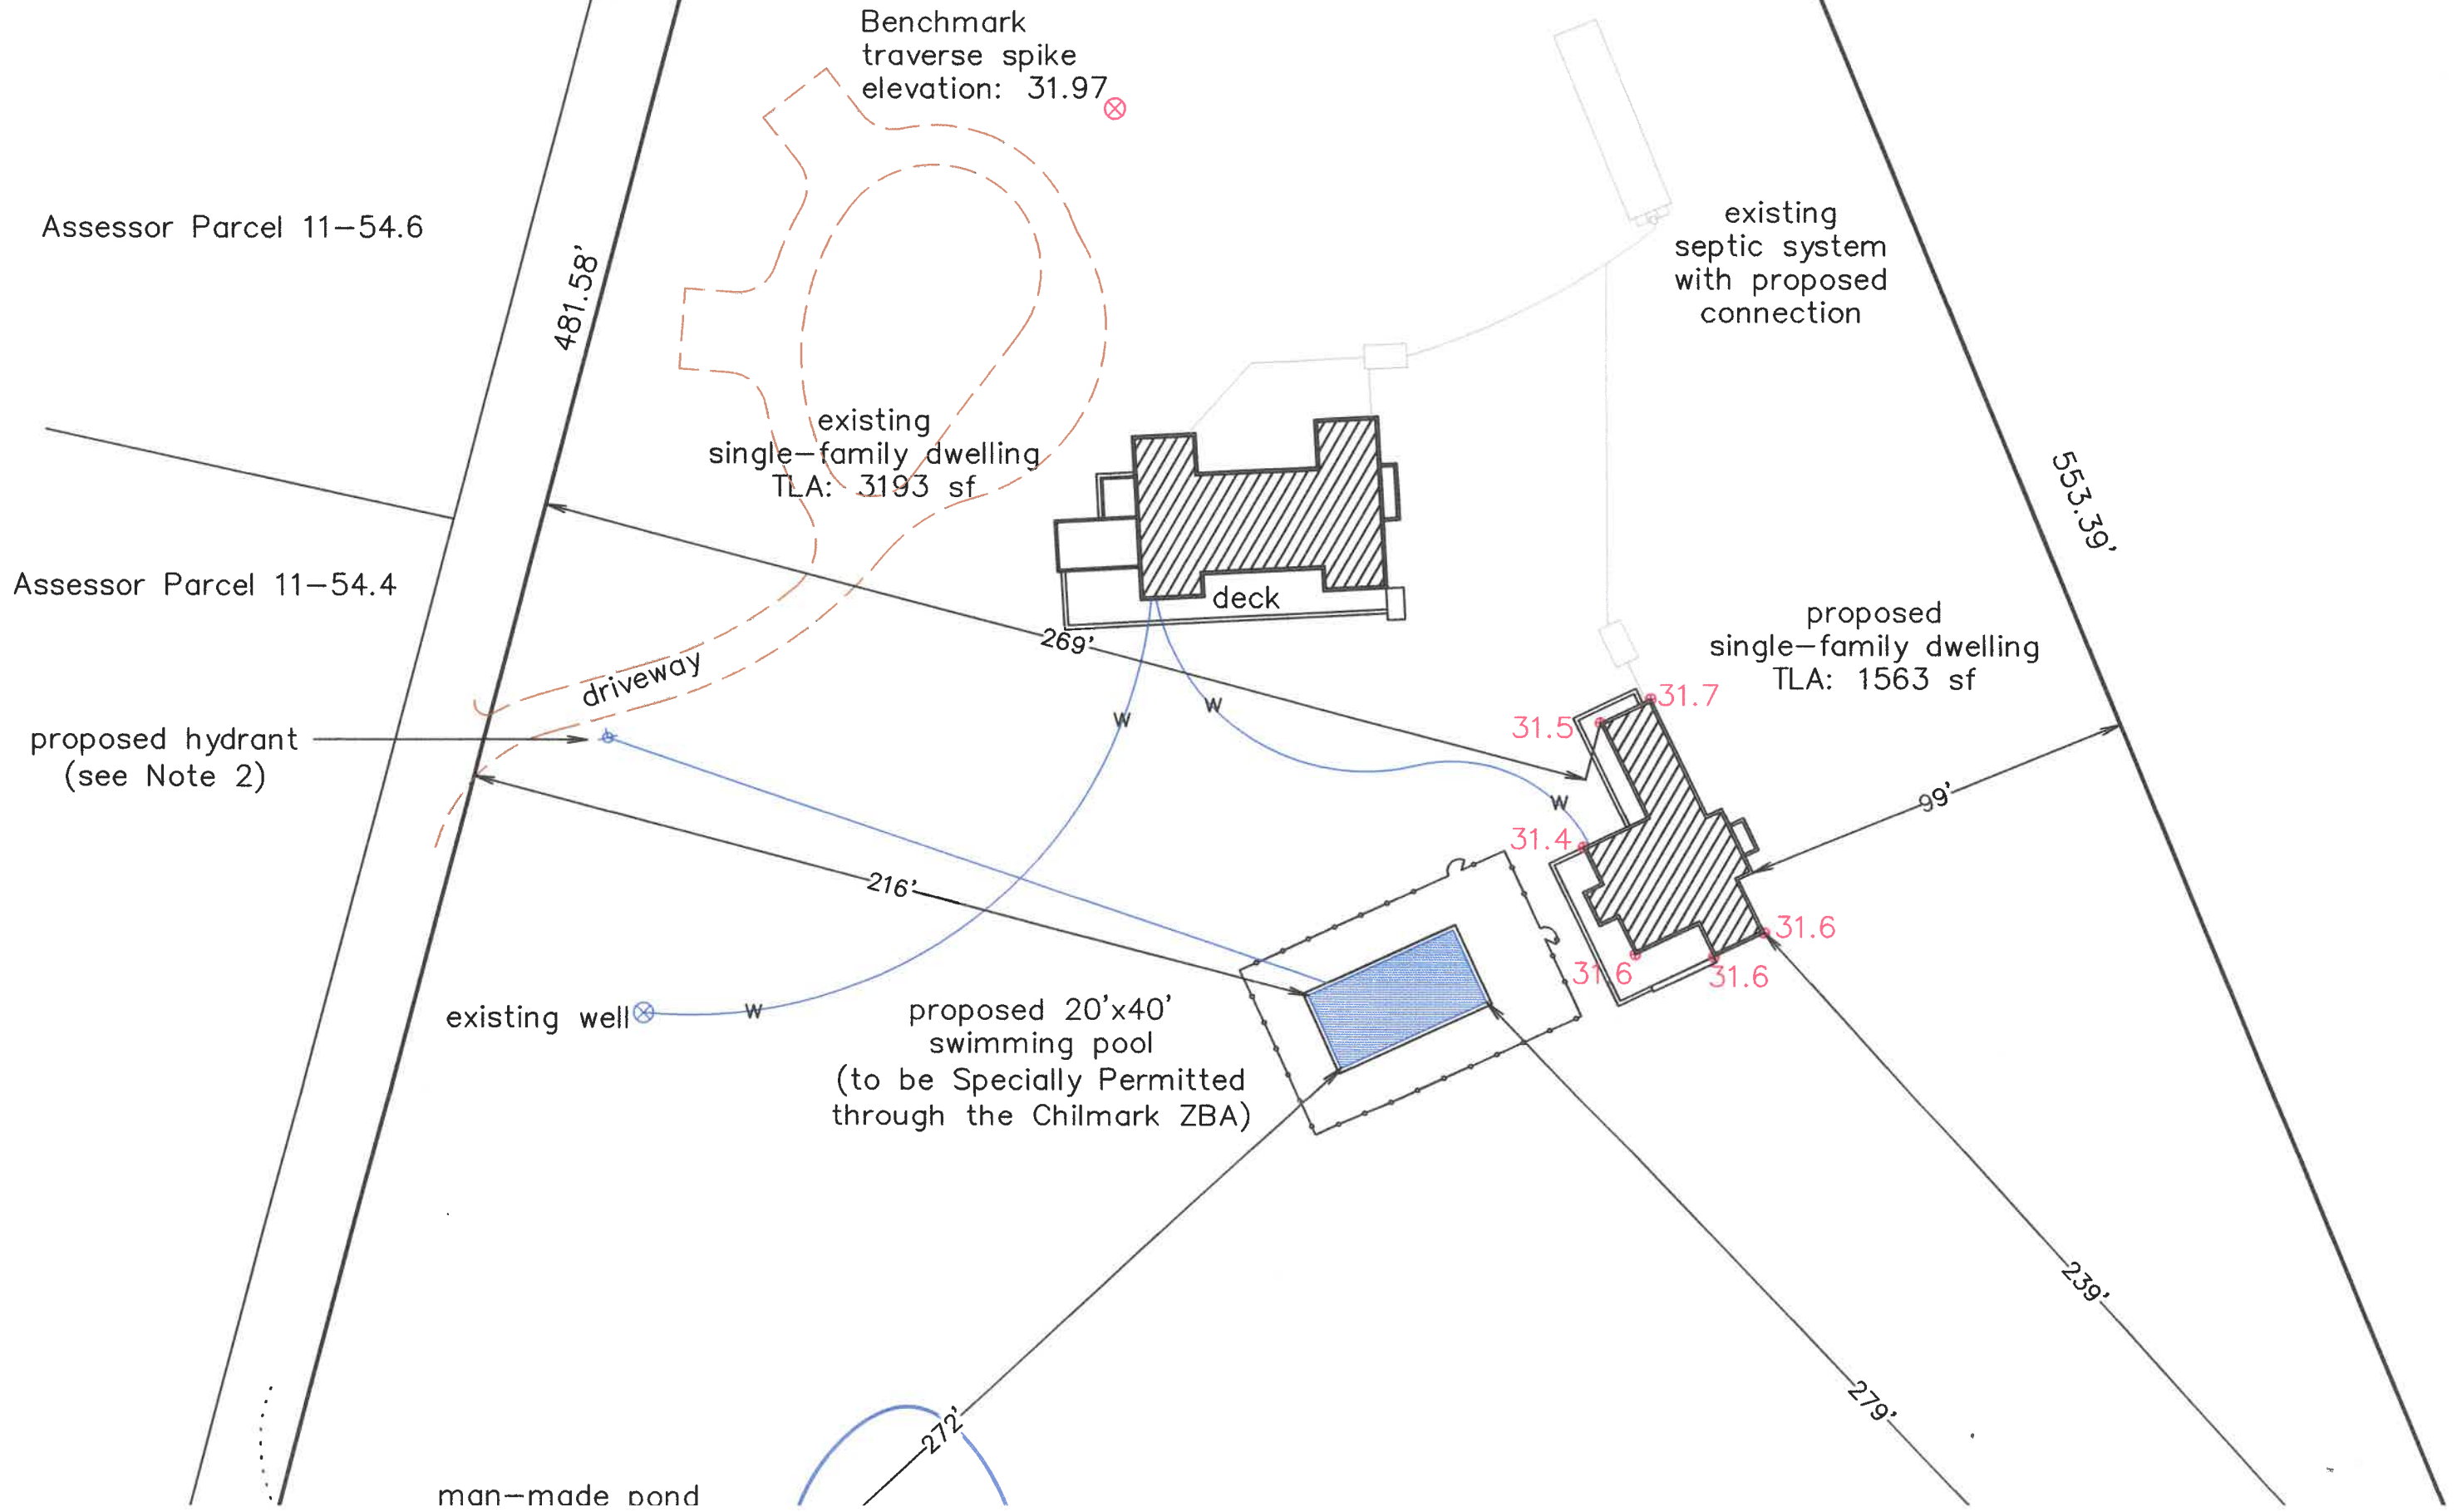 Benchmark
traverse spike
elevation: 31.97
Assessor Parcel 11-54.6
481.58'
existing
septic system
with proposed
connection
existing
single-family dwelling
TLA: 3193 sf
553.39'
Assessor Parcel 11-54.4
deck
269'
proposed
single-family dwelling
TLA: 1563 sf
driveway
31.7
31.5
W
W
proposed hydrant
(see Note 2)
W
99'
31.4
216'
31.6
31.6
31.6
existing well
W
proposed 20'x40'
swimming pool
(to be Specially Permitted
through the Chilmark ZBA)
239'
279'
272'
man-made pond